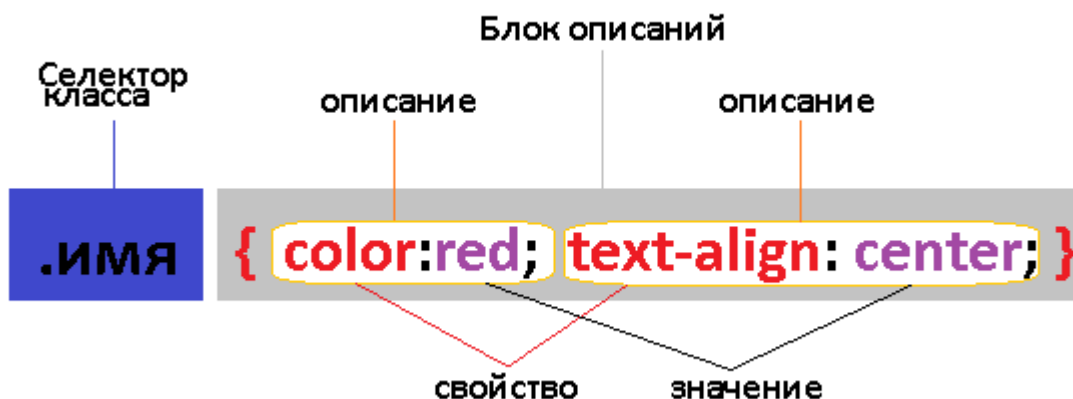 Блок описаний
Селектор
класса
описание описание
.имя { color:red; text-align: center; }
свойство значение